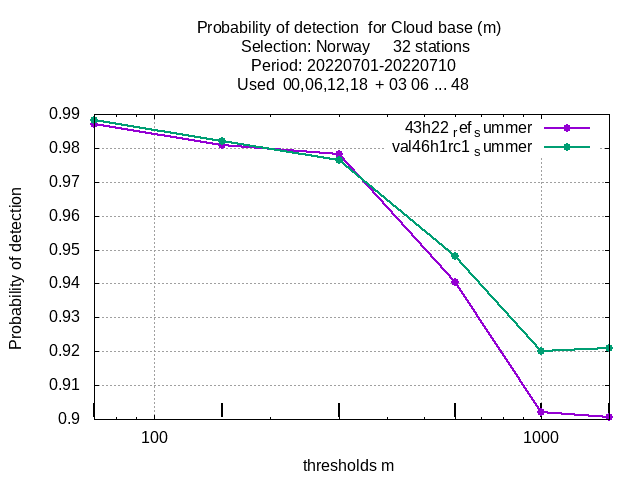 Probability of detection for Cloud base (m)
Selection: Norway 32 stations
Period: 20220701-20220710
Used 00,06,12,18 + 03 06 ... 48
0.99
0.98
0.97
0.96
0.95
0.94
0.93
0.92
0.91
0.9
Probability of detection
43h22 ref summer
val46h1rc1 summer
100
1000
thresholds m